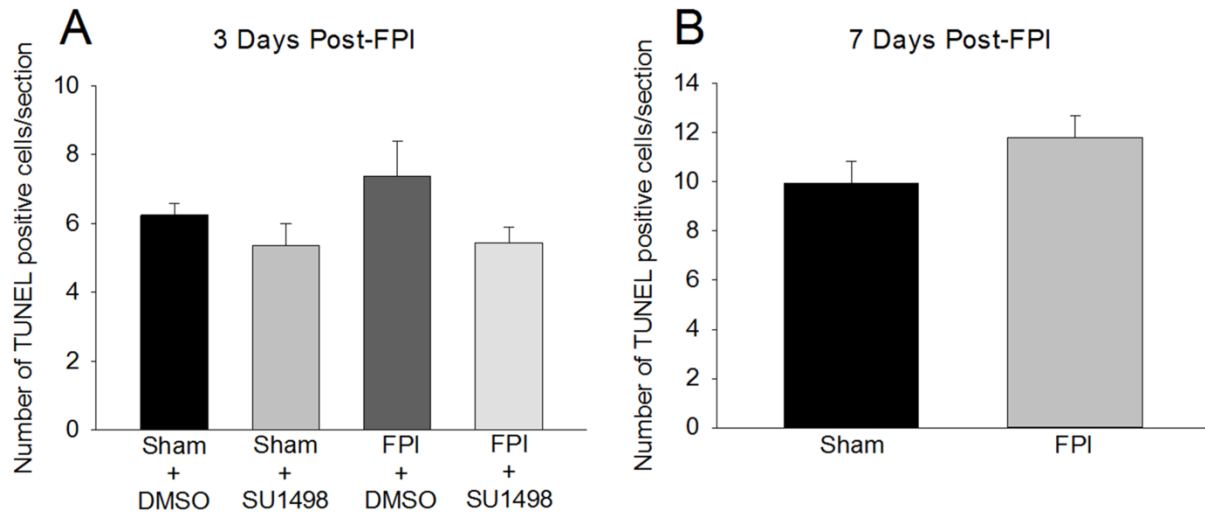 A
3 Days Post-FPI
Number of TUNEL positive cells/section
10
8
6
4
2
0
Sham
+
DMSO
Sham
+
SU1498
FPI
+
DMSO
FPI
+
SU1498
B
7 Days Post-FPI
Number of TUNEL positive cells/section
14
12
10
8
6
4
2
0
Sham
FPI